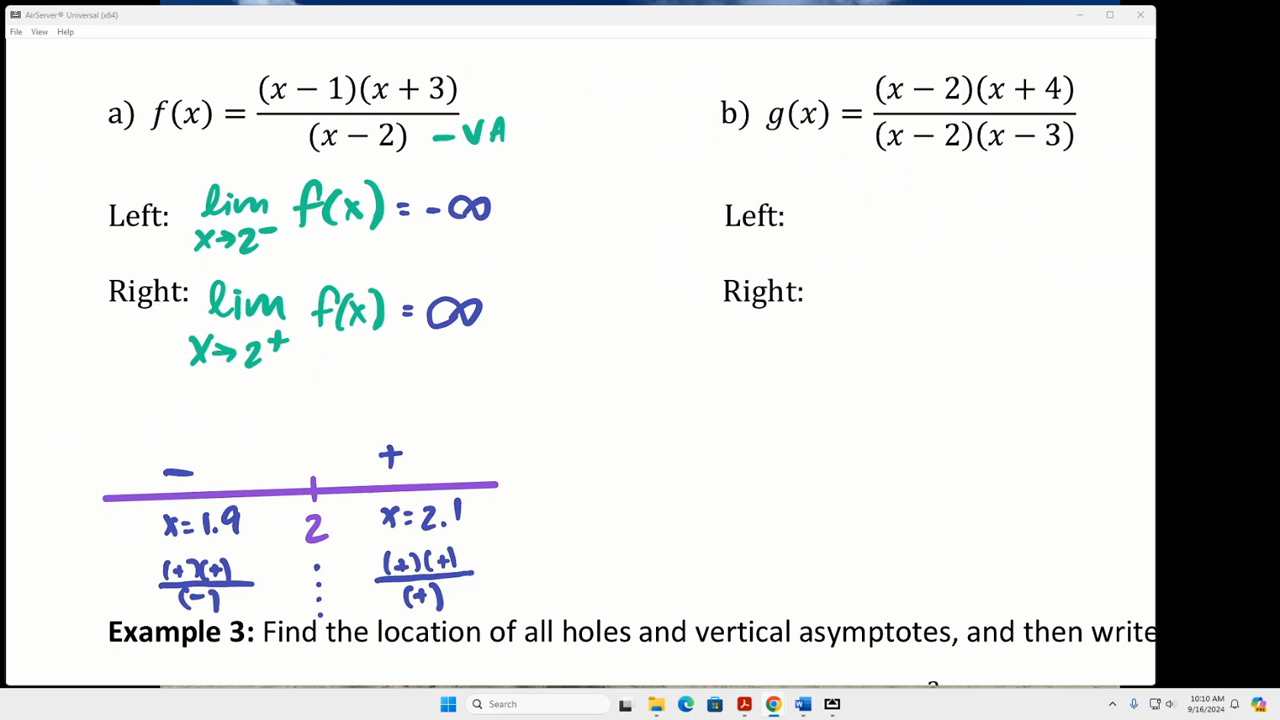 AirServer® Universal (x64)
File View Help
a) f(x) = (x − 1)(x + 3) / (x − 2) - VA
Left: lim x→2⁻ f(x) = -∞
Right: lim x→2⁺ f(x) = ∞
b) g(x) = (x − 2)(x + 4) / (x − 2)(x − 3)
Left:
Right:
− +
x=1.9 2 x=2.1
(+)(+) / (-) (+)(+) / (+)
Example 3: Find the location of all holes and vertical asymptotes, and then write
Search
10:10 AM
9/16/2024